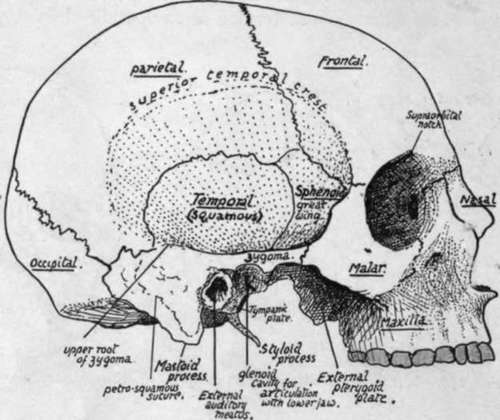 Parietal.
Frontal.
Superior temporal crest
Supraorbital
notch.
Temporal
(squamous)
Sphenoid
great
wing.
Nasal
zygoma.
Occipital.
Malar.
Maxilla.
Tympanic
plate.
upper root
of zygoma.
Mastoid
process
petro-squamous
suture.
External
auditory
meatus.
Styloid
process
glenoid
cavity for
articulation
with lower jaw.
External
pterygoid
plate.